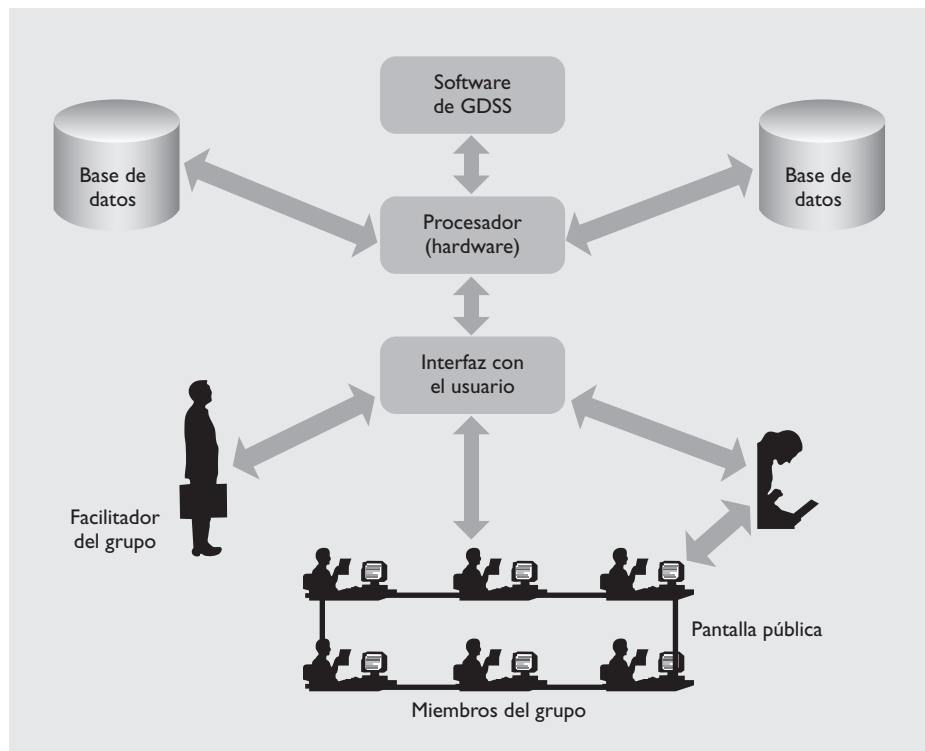 Software
de GDSS
Base de
datos
Base de
datos
Procesador
(hardware)
Interfaz con
el usuario
Facilitador
del grupo
Pantalla pública
Miembros del grupo